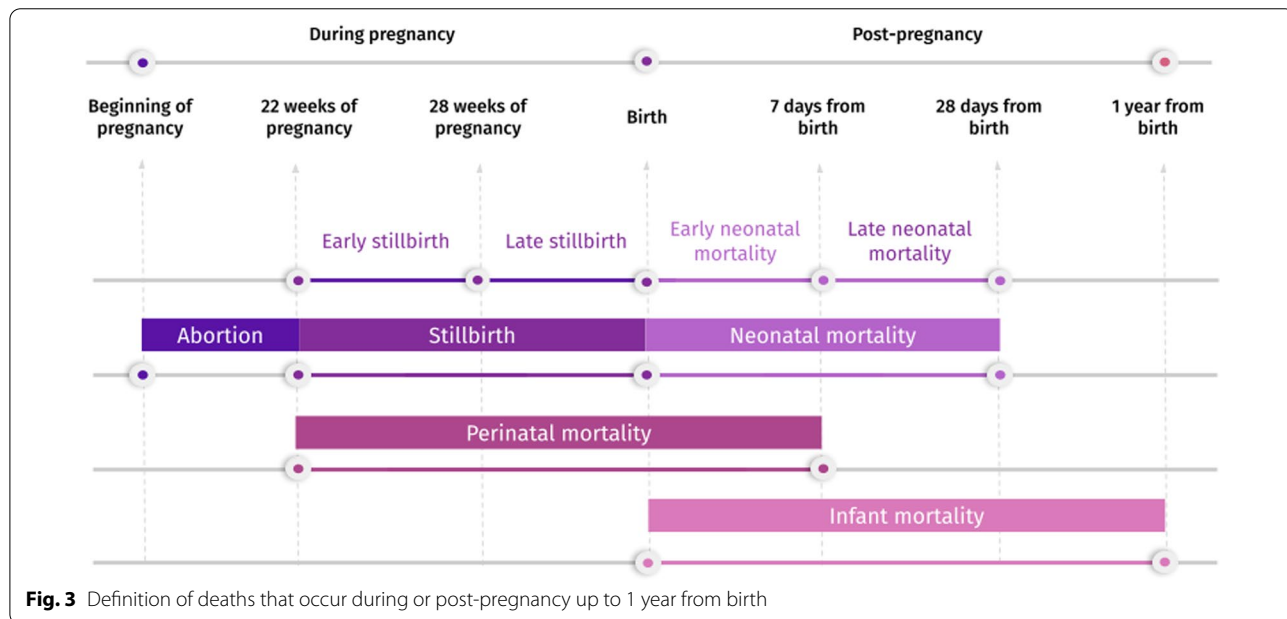 During pregnancy
Post-pregnancy
Beginning of
pregnancy
22 weeks of
pregnancy
28 weeks of
pregnancy
Birth
7 days from
birth
28 days from
birth
1 year from
birth
Early stillbirth
Late stillbirth
Early neonatal
mortality
Late neonatal
mortality
Abortion
Stillbirth
Neonatal mortality
Perinatal mortality
Infant mortality
Fig. 3 Definition of deaths that occur during or post-pregnancy up to 1 year from birth